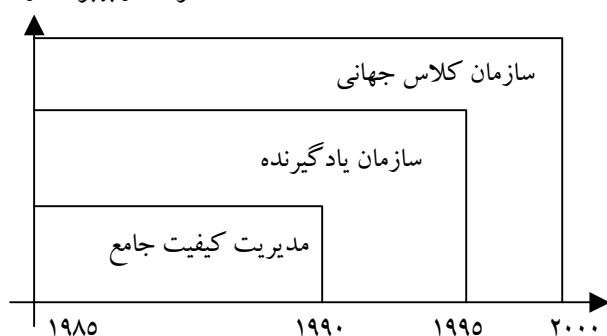 سازمان کلاس جهانی
سازمان یادگیرنده
مدیریت کیفیت جامع
۱۹۸۵ ۱۹۹۰ ۱۹۹۵ ۲۰۰۰